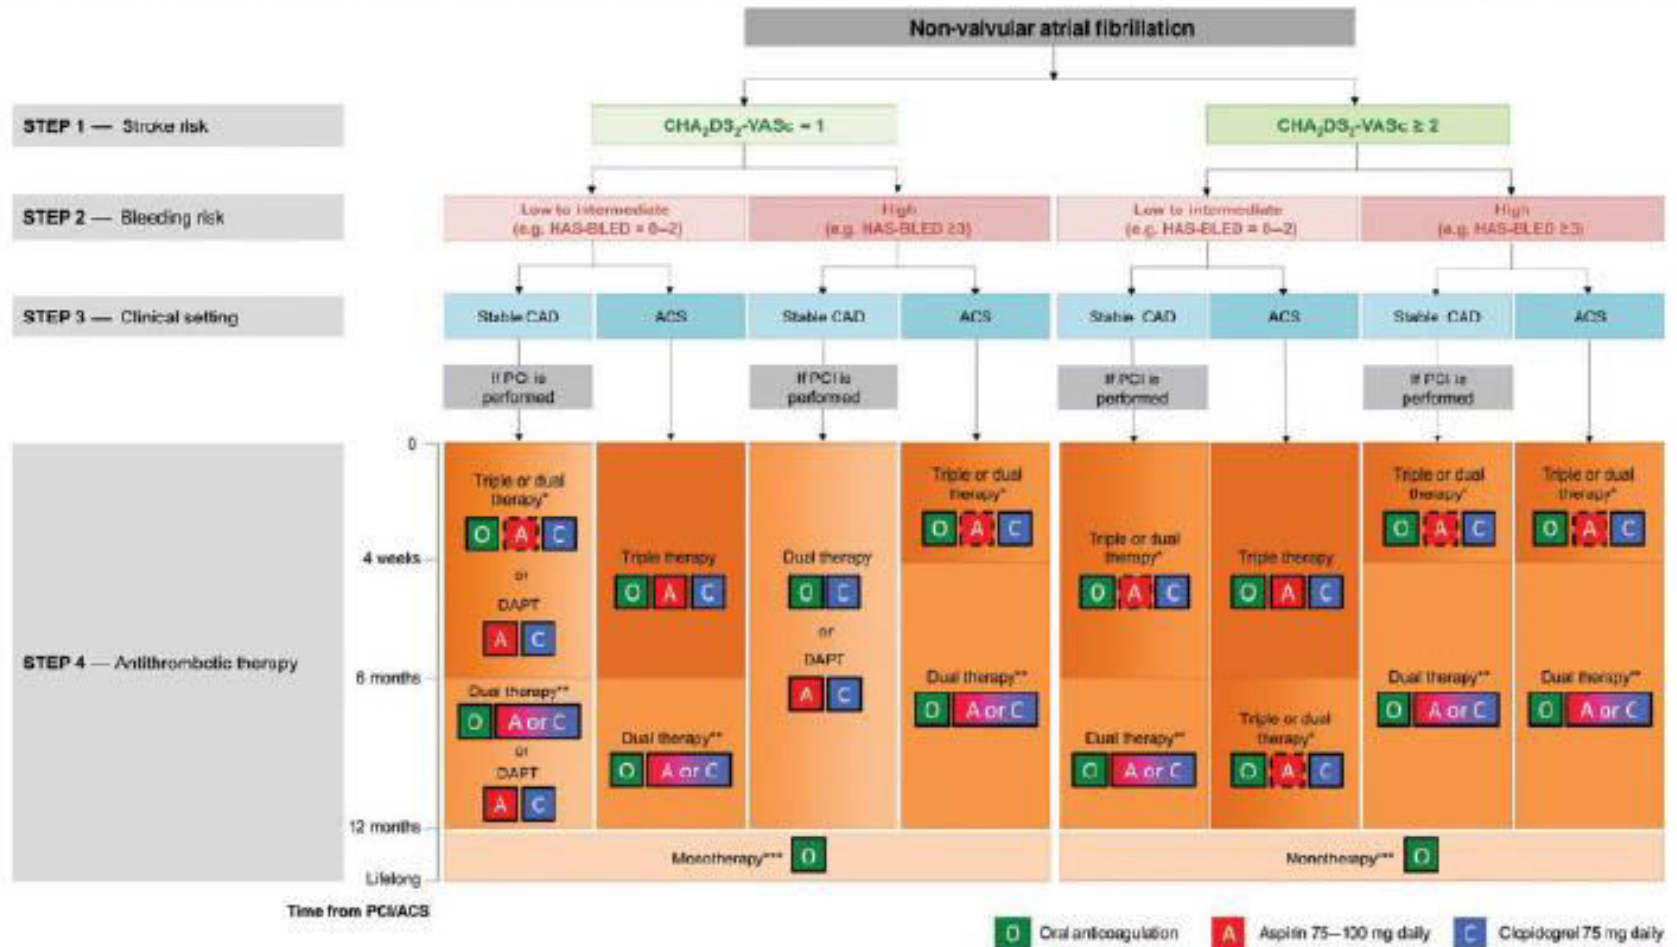 Non-valvular atrial fibrillation
STEP 1 — Stroke risk
CHA₂DS₂-VASc = 1
CHA₂DS₂-VASc ≥ 2
STEP 2 — Bleeding risk
Low to intermediate
(e.g. HAS-BLED = 0–2)
High
(e.g. HAS-BLED ≥3)
Low to intermediate
(e.g. HAS-BLED = 0–2)
High
(e.g. HAS-BLED ≥3)
STEP 3 — Clinical setting
Stable CAD
ACS
Stable CAD
ACS
Stable CAD
ACS
Stable CAD
ACS
If PCI is
performed
If PCI is
performed
If PCI is
performed
If PCI is
performed
STEP 4 — Antithrombotic therapy
0
4 weeks
6 months
12 months
Lifelong
Time from PCI/ACS
Triple or dual
therapy*
O A C
or
DAPT
A C
Dual therapy**
O A or C
or
DAPT
A C
Triple therapy
O A C
Dual therapy**
O A or C
Dual therapy
O C
or
DAPT
A C
Triple or dual
therapy*
O A C
Dual therapy**
O A or C
Triple or dual
therapy*
O A C
Dual therapy**
O A or C
Triple therapy
O A C
Triple or dual
therapy*
O A C
Triple or dual
therapy*
O A C
Dual therapy**
O A or C
Triple or dual
therapy*
O A C
Dual therapy**
O A or C
Monotherapy*** O
Monotherapy*** O
O Oral anticoagulation
A Aspirin 75–100 mg daily
C Clopidogrel 75 mg daily